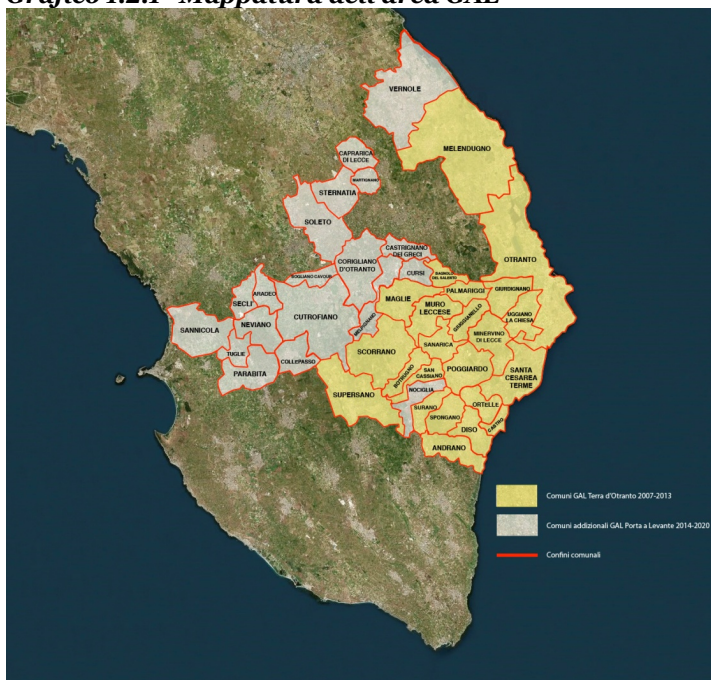 Grafico 1.2.1 Mappatura dell'area GAL
VERNOLE
MELENDUGNO
CAPRARICA
DI LECCE
MARTIGNANO
STERNATIA
SOLETO
OTRANTO
CASTRIGNANO
DEI GRECI
CORIGLIANO
D'OTRANTO
CURSI
BAGNOLO
DEL SALENTO
SOGLIANO CAVOUR
PALMARIGGI
GIURDIGNANO
ARADEO
SECLÌ
MAGLIE
MURO
LECCESE
GIUGGIANELLO
UGGIANO
LA CHIESA
CUTROFIANO
MELPIGNANO
SANNICOLA
NEVIANO
MINERVINO
DI LECCE
SANARICA
SCORRANO
TUGLIE
COLLEPASSO
PARABITA
BOTRUGNO
SAN
CASSIANO
POGGIARDO
SANTA
CESAREA
TERME
SUPERSANO
NOCIGLIA
SURANO
ORTELLE
SPONGANO
CASTRO
DISO
ANDRANO
Comuni GAL Terra d'Otranto 2007-2013
Comuni addizionali GAL Porta a Levante 2014-2020
Confini comunali